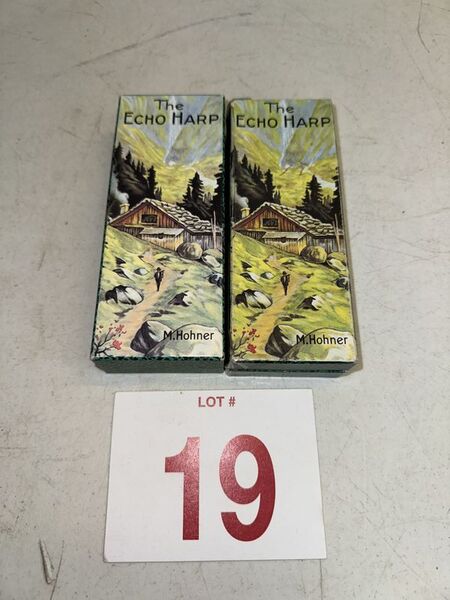 The
ECHO HARP
M.Hohner
The
ECHO HARP
M.Hohner
LOT #
19